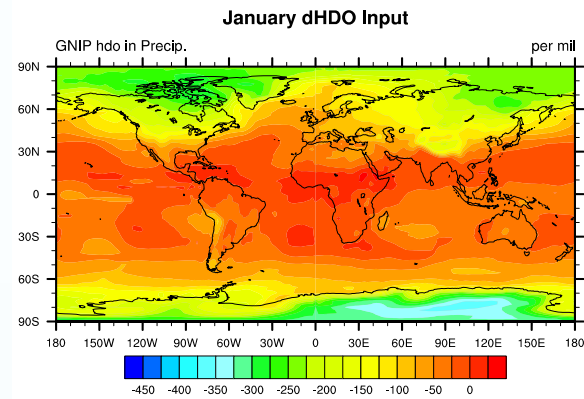 January dHDO Input
GNIP hdo in Precip. per mil
90N
60N
30N
0
30S
60S
90S
180 150W 120W 90W 60W 30W 0 30E 60E 90E 120E 150E 180
-450 -400 -350 -300 -250 -200 -150 -100 -50 0